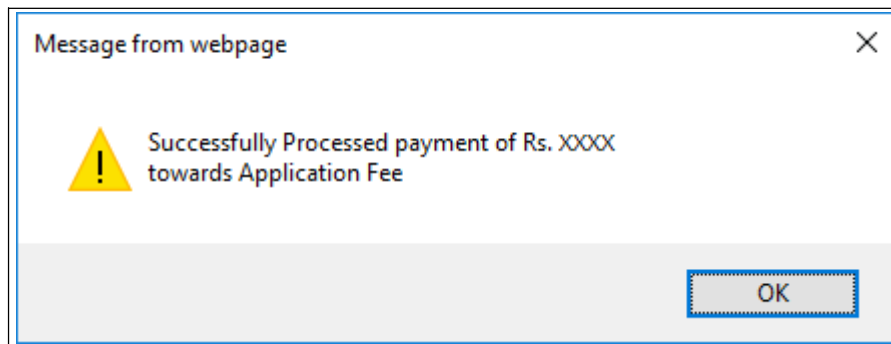 Message from webpage
Successfully Processed payment of Rs. XXXX
towards Application Fee
OK